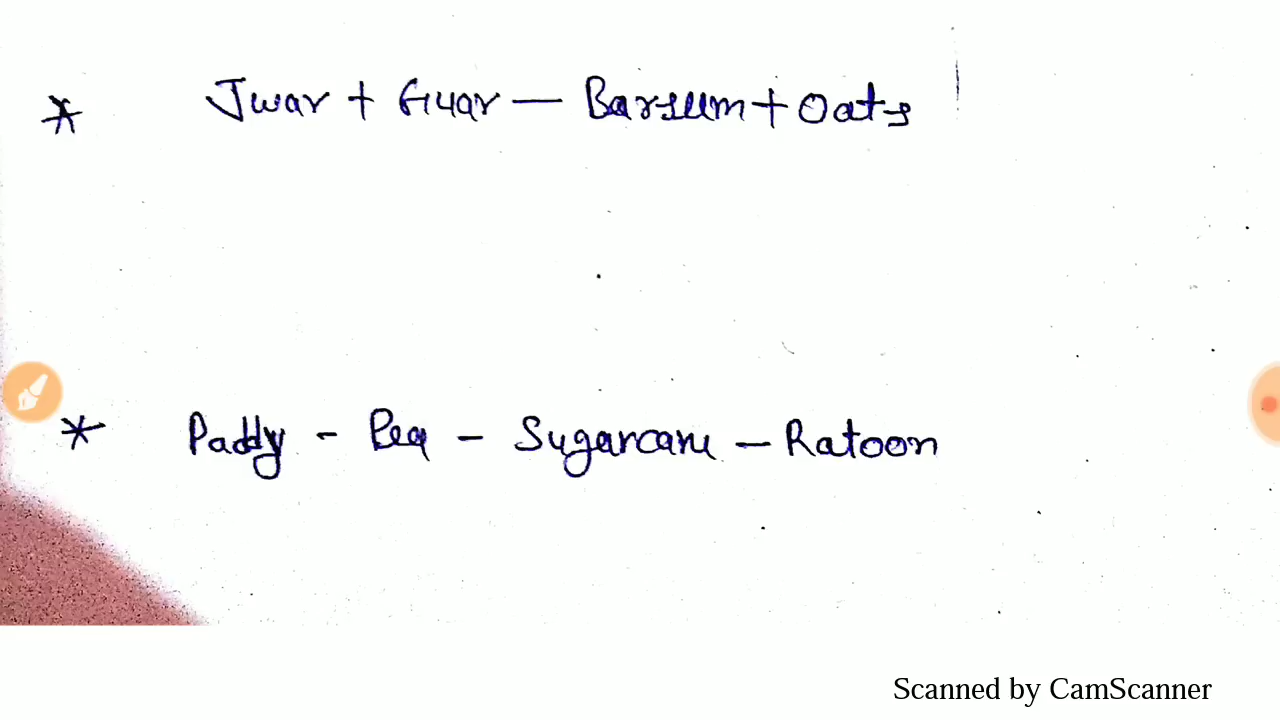 * Jwar + Guar — Barseem + Oats
* Paddy - Pea - Sugarcane - Ratoon
Scanned by CamScanner